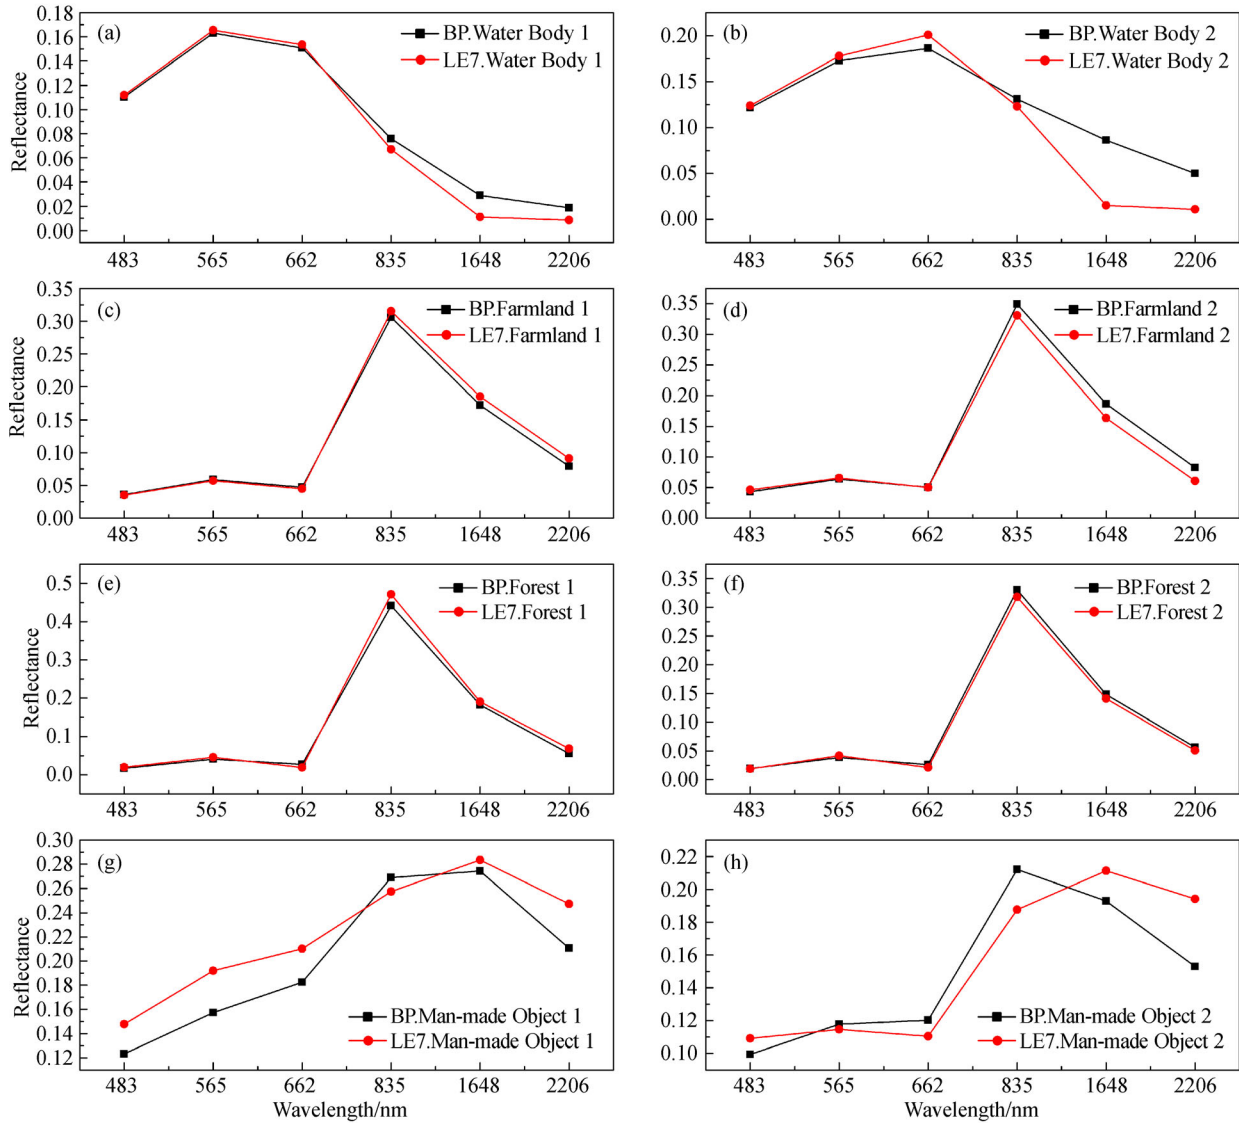 (a)
BP.Water Body 1
LE7.Water Body 1
Reflectance
0.18
0.16
0.14
0.12
0.10
0.08
0.06
0.04
0.02
0.00
483 565 662 835 1648 2206
(b)
BP.Water Body 2
LE7.Water Body 2
0.20
0.15
0.10
0.05
0.00
483 565 662 835 1648 2206
(c)
BP.Farmland 1
LE7.Farmland 1
Reflectance
0.35
0.30
0.25
0.20
0.15
0.10
0.05
0.00
483 565 662 835 1648 2206
(d)
BP.Farmland 2
LE7.Farmland 2
0.35
0.30
0.25
0.20
0.15
0.10
0.05
0.00
483 565 662 835 1648 2206
(e)
BP.Forest 1
LE7.Forest 1
Reflectance
0.5
0.4
0.3
0.2
0.1
0.0
483 565 662 835 1648 2206
(f)
BP.Forest 2
LE7.Forest 2
0.35
0.30
0.25
0.20
0.15
0.10
0.05
0.00
483 565 662 835 1648 2206
(g)
Reflectance
0.30
0.28
0.26
0.24
0.22
0.20
0.18
0.16
0.14
0.12
BP.Man-made Object 1
LE7.Man-made Object 1
483 565 662 835 1648 2206
Wavelength/nm
(h)
0.22
0.20
0.18
0.16
0.14
0.12
0.10
BP.Man-made Object 2
LE7.Man-made Object 2
483 565 662 835 1648 2206
Wavelength/nm